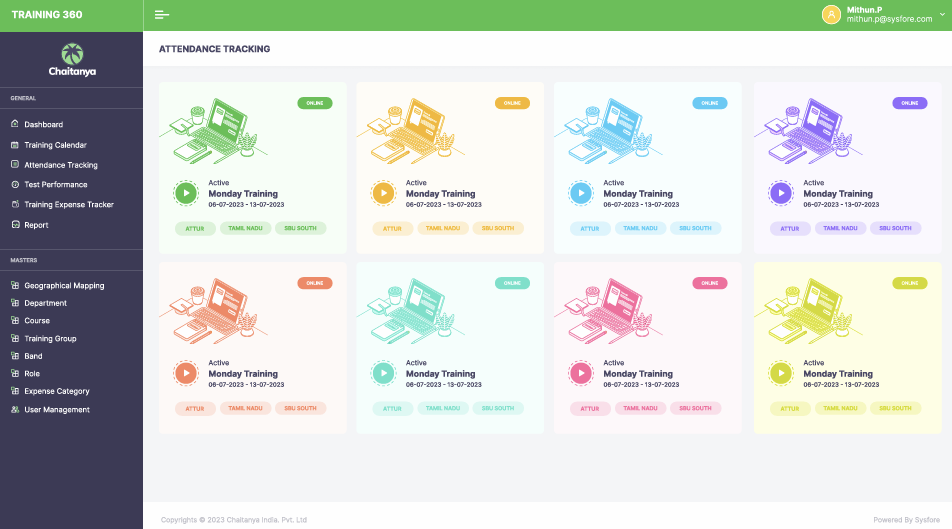 TRAINING 360
Mithun.P
mithun.p@sysfore.com
Chaitanya
GENERAL
Dashboard
Training Calendar
Attendance Tracking
Test Performance
Training Expense Tracker
Report
MASTERS
Geographical Mapping
Department
Course
Training Group
Band
Role
Expense Category
User Management
ATTENDANCE TRACKING
ONLINE
Active
Monday Training
06-07-2023 - 13-07-2023
ATTUR TAMIL NADU SBU SOUTH
ONLINE
Active
Monday Training
06-07-2023 - 13-07-2023
ATTUR TAMIL NADU SBU SOUTH
ONLINE
Active
Monday Training
06-07-2023 - 13-07-2023
ATTUR TAMIL NADU SBU SOUTH
ONLINE
Active
Monday Training
06-07-2023 - 13-07-2023
ATTUR TAMIL NADU SBU SOUTH
ONLINE
Active
Monday Training
06-07-2023 - 13-07-2023
ATTUR TAMIL NADU SBU SOUTH
ONLINE
Active
Monday Training
06-07-2023 - 13-07-2023
ATTUR TAMIL NADU SBU SOUTH
ONLINE
Active
Monday Training
06-07-2023 - 13-07-2023
ATTUR TAMIL NADU SBU SOUTH
ONLINE
Active
Monday Training
06-07-2023 - 13-07-2023
ATTUR TAMIL NADU SBU SOUTH
Copyrights © 2023 Chaitanya India. Pvt. Ltd
Powered By Sysfore